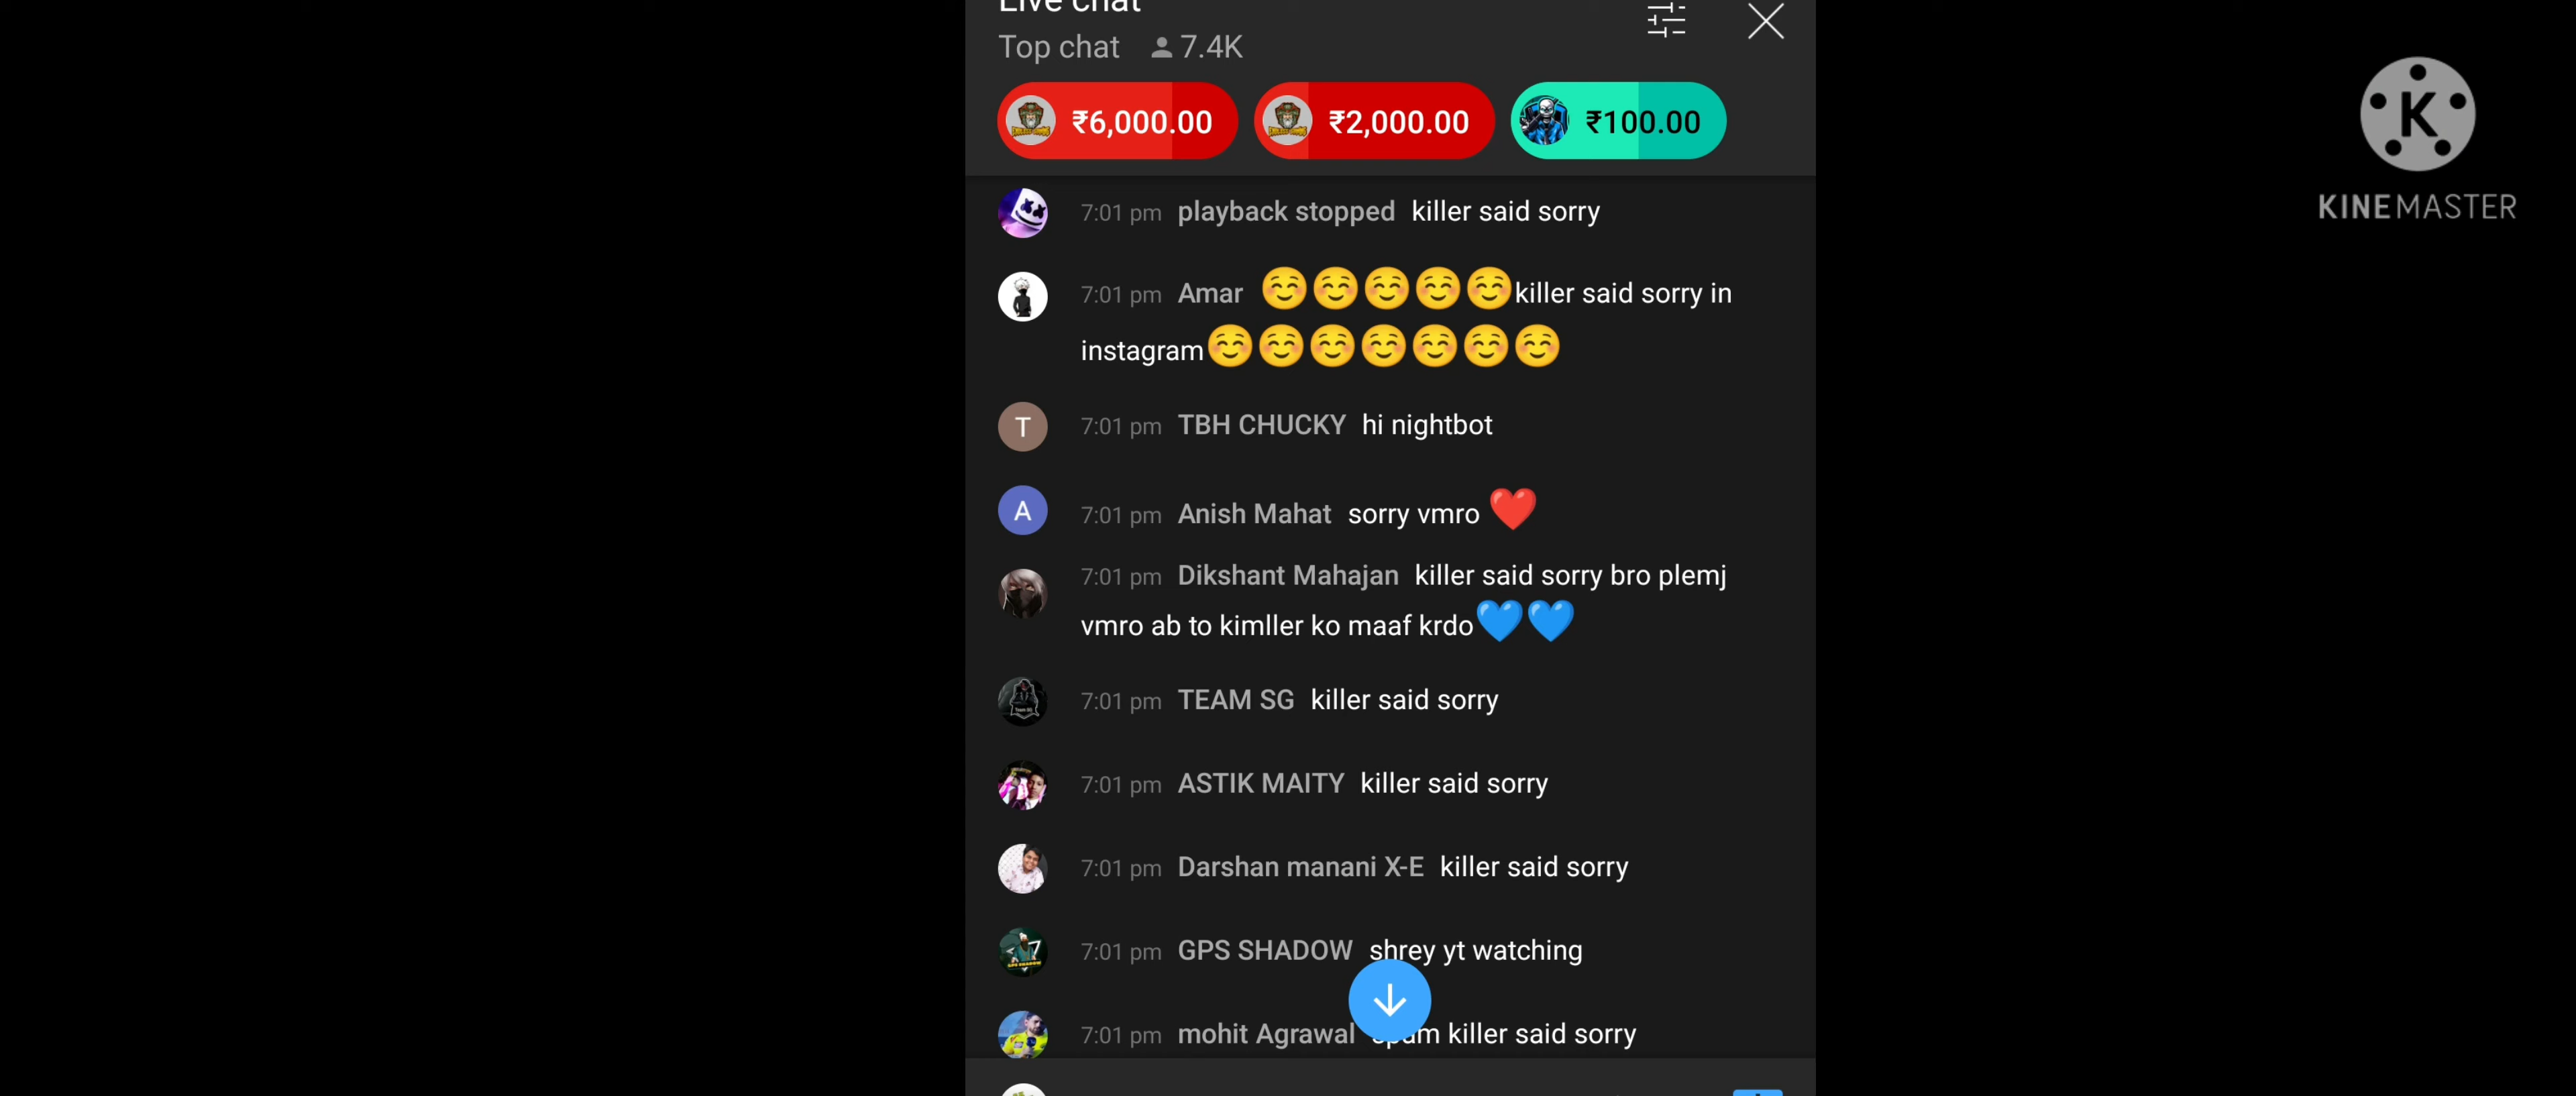 Live chat
Top chat 7.4K
₹6,000.00 ₹2,000.00 ₹100.00
7:01 pm playback stopped killer said sorry
7:01 pm Amar ☺️☺️☺️☺️☺️killer said sorry in
instagram☺️☺️☺️☺️☺️☺️☺️
T 7:01 pm TBH CHUCKY hi nightbot
A 7:01 pm Anish Mahat sorry vmro ❤️
7:01 pm Dikshant Mahajan killer said sorry bro plemj
vmro ab to kimller ko maaf krdo💙💙
7:01 pm TEAM SG killer said sorry
7:01 pm ASTIK MAITY killer said sorry
7:01 pm Darshan manani X-E killer said sorry
7:01 pm GPS SHADOW shrey yt watching
7:01 pm mohit Agrawal spam killer said sorry
K
KINEMASTER